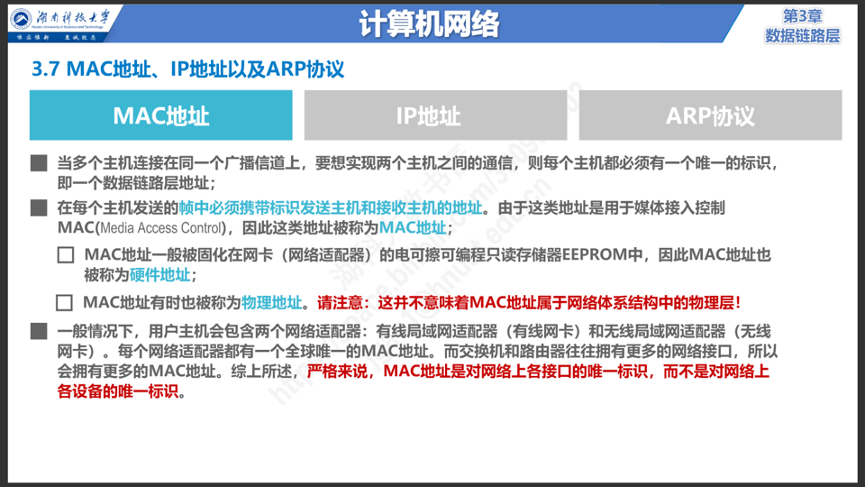 湖南科技大学
Hunan University of Science and Technology
唯实惟新 至诚致志
计算机网络
第3章
数据链路层
3.7 MAC地址、IP地址以及ARP协议
MAC地址
IP地址
ARP协议
当多个主机连接在同一个广播信道上，要想实现两个主机之间的通信，则每个主机都必须有一个唯一的标识，
即一个数据链路层地址；
在每个主机发送的帧中必须携带标识发送主机和接收主机的地址。由于这类地址是用于媒体接入控制
MAC(Media Access Control)，因此这类地址被称为MAC地址；
MAC地址一般被固化在网卡（网络适配器）的电可擦可编程只读存储器EEPROM中，因此MAC地址也
被称为硬件地址；
MAC地址有时也被称为物理地址。请注意：这并不意味着MAC地址属于网络体系结构中的物理层！
一般情况下，用户主机会包含两个网络适配器：有线局域网适配器（有线网卡）和无线局域网适配器（无线
网卡）。每个网络适配器都有一个全球唯一的MAC地址。而交换机和路由器往往拥有更多的网络接口，所以
会拥有更多的MAC地址。综上所述，严格来说，MAC地址是对网络上各接口的唯一标识，而不是对网络上
各设备的唯一标识。